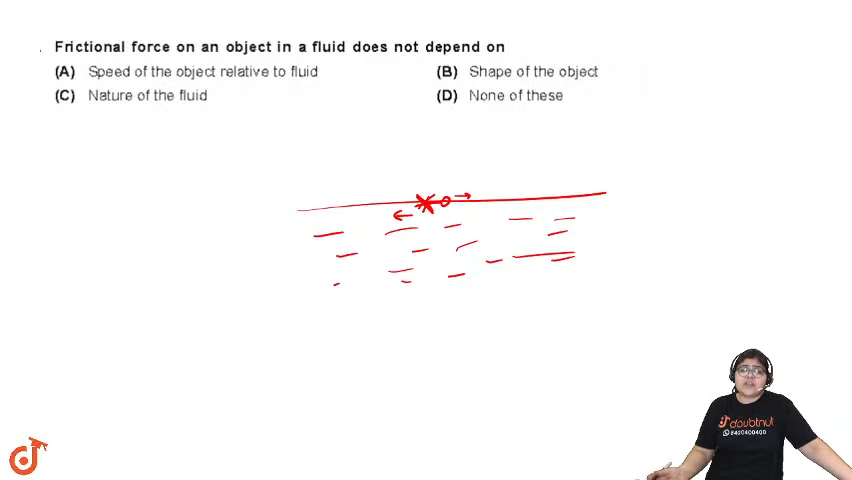 . Frictional force on an object in a fluid does not depend on
(A) Speed of the object relative to fluid (B) Shape of the object
(C) Nature of the fluid (D) None of these
doubtnut
8400400400